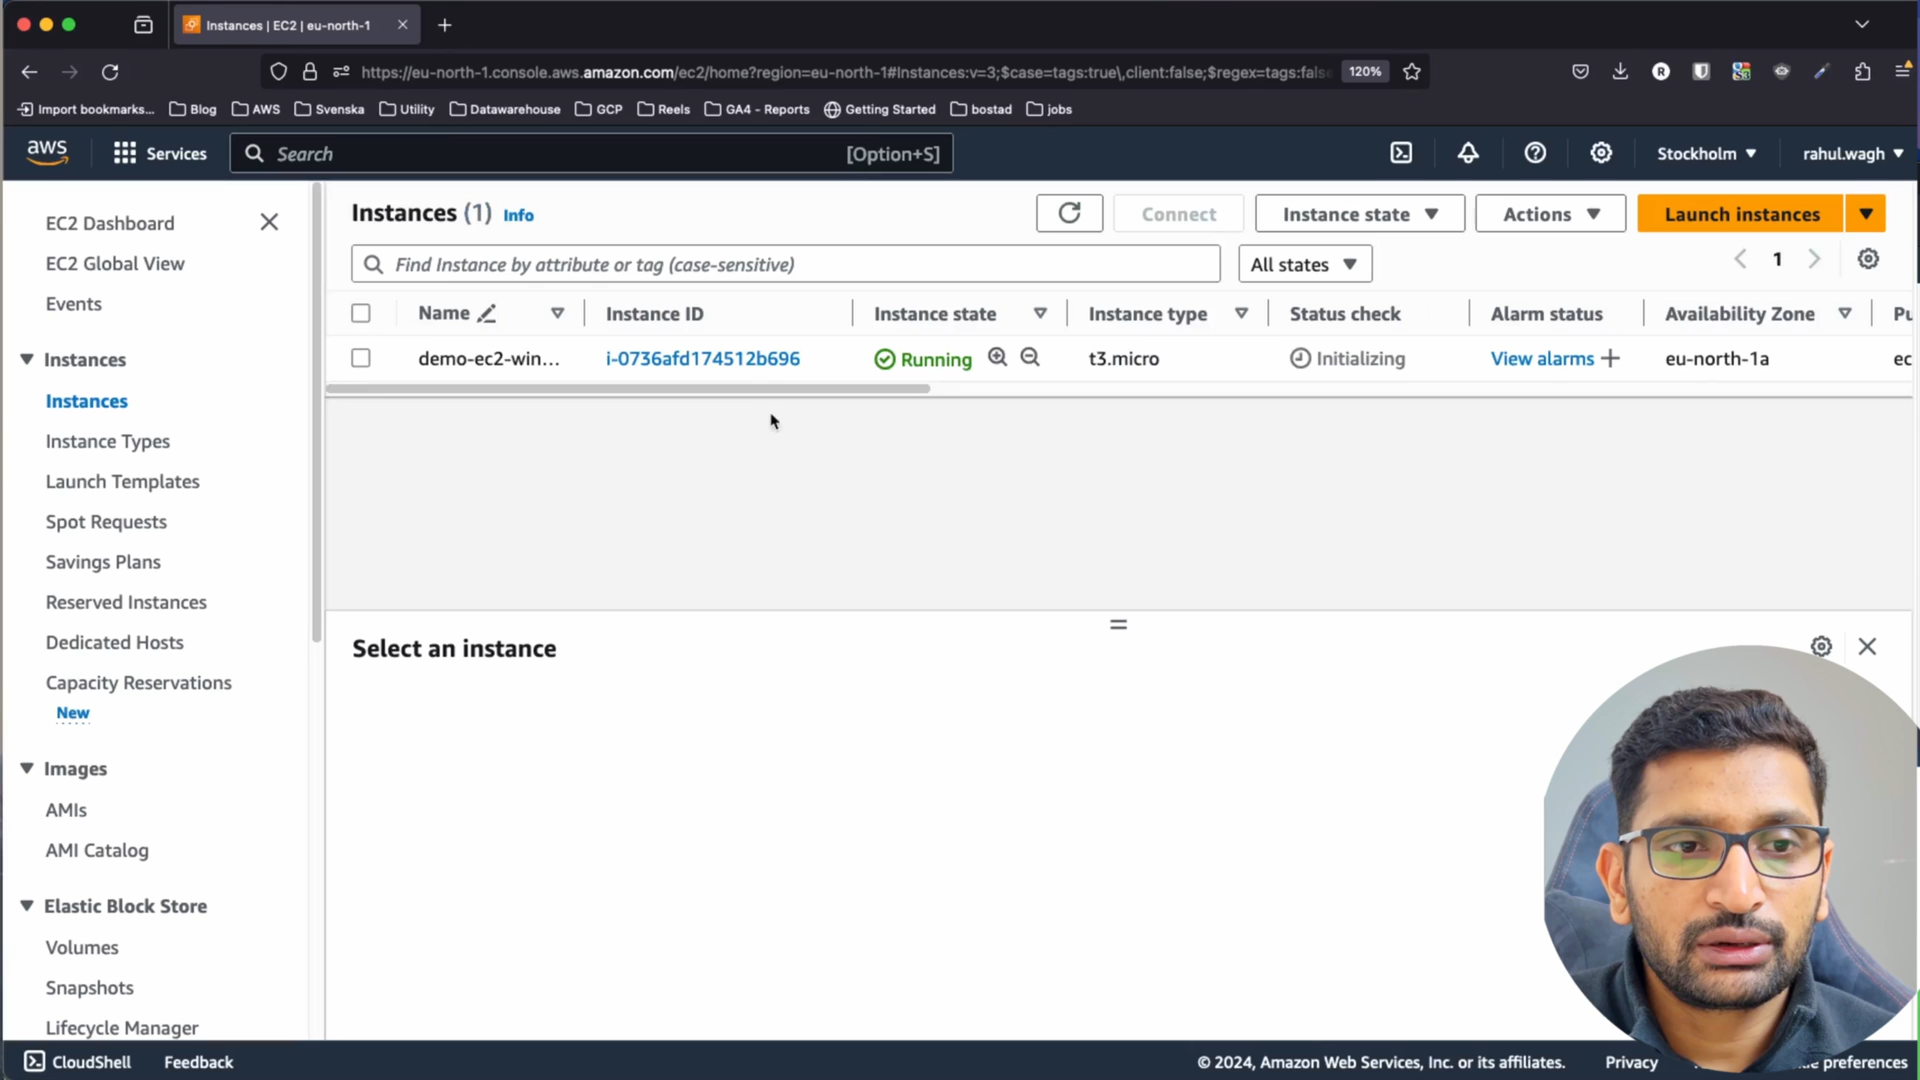 Instances | EC2 | eu-north-1
https://eu-north-1.console.aws.amazon.com/ec2/home?region=eu-north-1#Instances:v=3;$case=tags:true\,client:false;$regex=tags:fals
120%
Import bookmarks...
Blog
AWS
Svenska
Utility
Datawarehouse
GCP
Reels
GA4 - Reports
Getting Started
bostad
jobs
aws
Services
Search
[Option+S]
Stockholm
rahul.wagh
EC2 Dashboard
EC2 Global View
Events
Instances
Instances
Instance Types
Launch Templates
Spot Requests
Savings Plans
Reserved Instances
Dedicated Hosts
Capacity Reservations
New
Images
AMIs
AMI Catalog
Elastic Block Store
Volumes
Snapshots
Lifecycle Manager
Instances (1) Info
Connect
Instance state
Actions
Launch instances
Find Instance by attribute or tag (case-sensitive)
All states
1
Name
Instance ID
Instance state
Instance type
Status check
Alarm status
Availability Zone
Pu
demo-ec2-win...
i-0736afd174512b696
Running
t3.micro
Initializing
View alarms
eu-north-1a
ec
Select an instance
CloudShell
Feedback
© 2024, Amazon Web Services, Inc. or its affiliates.
Privacy
preferences